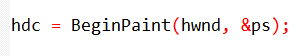 hdc = BeginPaint(hwnd, &ps);